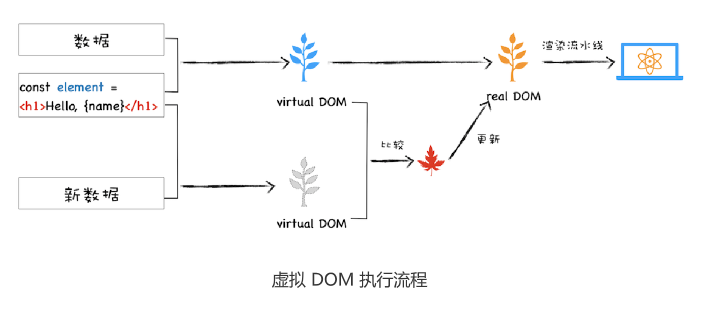 数据
const element =
<h1>Hello, {name}</h1>
新数据
virtual DOM
virtual DOM
比较
更新
real DOM
渲染流水线
虚拟 DOM 执行流程